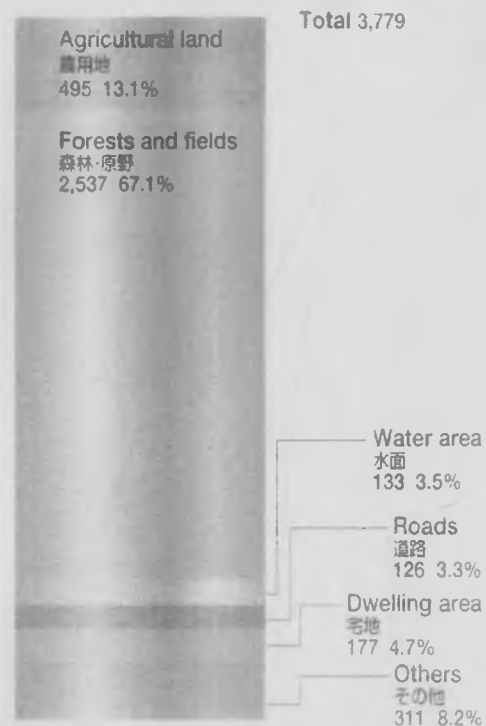 Total 3,779
Agricultural land
農用地
495 13.1%
Forests and fields
森林·原野
2,537 67.1%
Water area
水面
133 3.5%
Roads
道路
126 3.3%
Dwelling area
宅地
177 4.7%
Others
その他
311 8.2%